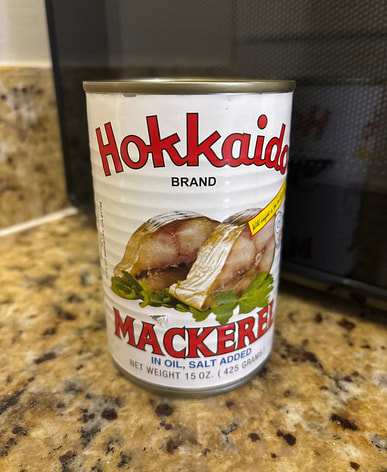 Hokkaido
BRAND
MACKEREL
IN OIL, SALT ADDED
NET WEIGHT 15 OZ. (425 GRAMS)